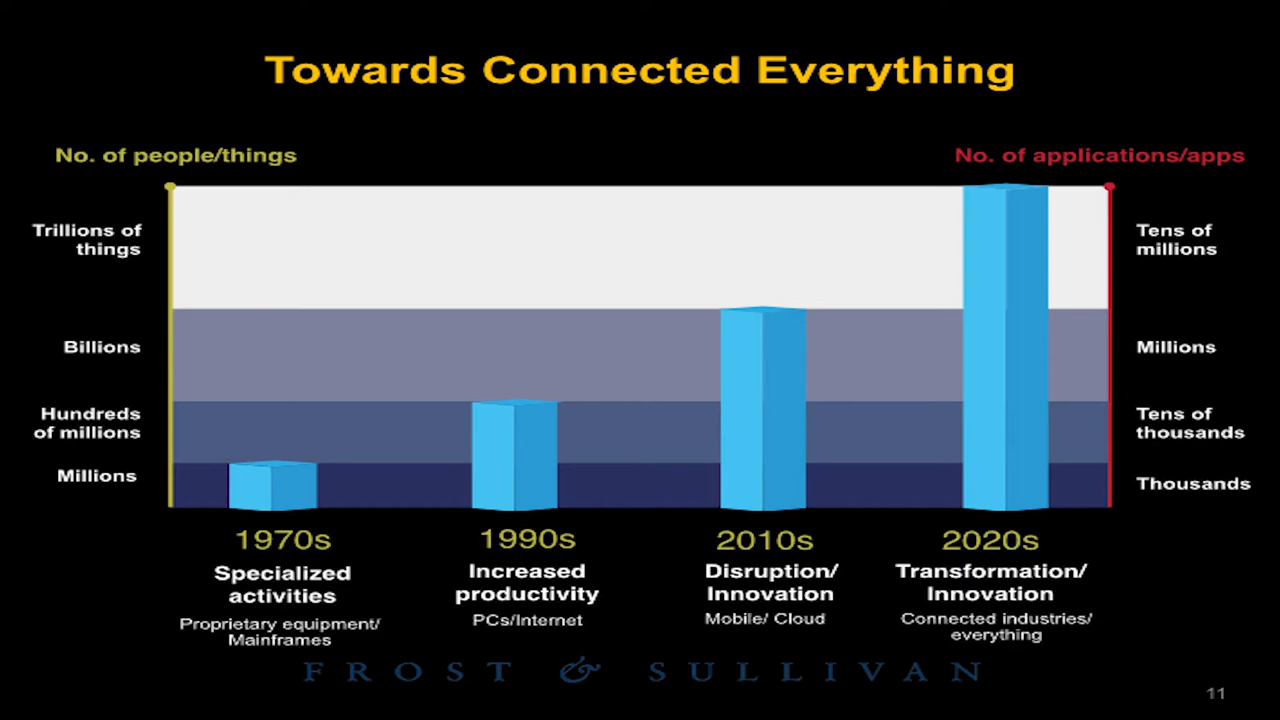 Towards Connected Everything
No. of people/things
No. of applications/apps
Trillions of
things
Tens of
millions
Billions
Millions
Hundreds
of millions
Tens of
thousands
Millions
Thousands
1970s
1990s
2010s
2020s
Specialized
activities
Proprietary equipment/
Mainframes
Increased
productivity
PCs/Internet
Disruption/
Innovation
Mobile/ Cloud
Transformation/
Innovation
Connected industries/
everything
FROST & SULLIVAN
11